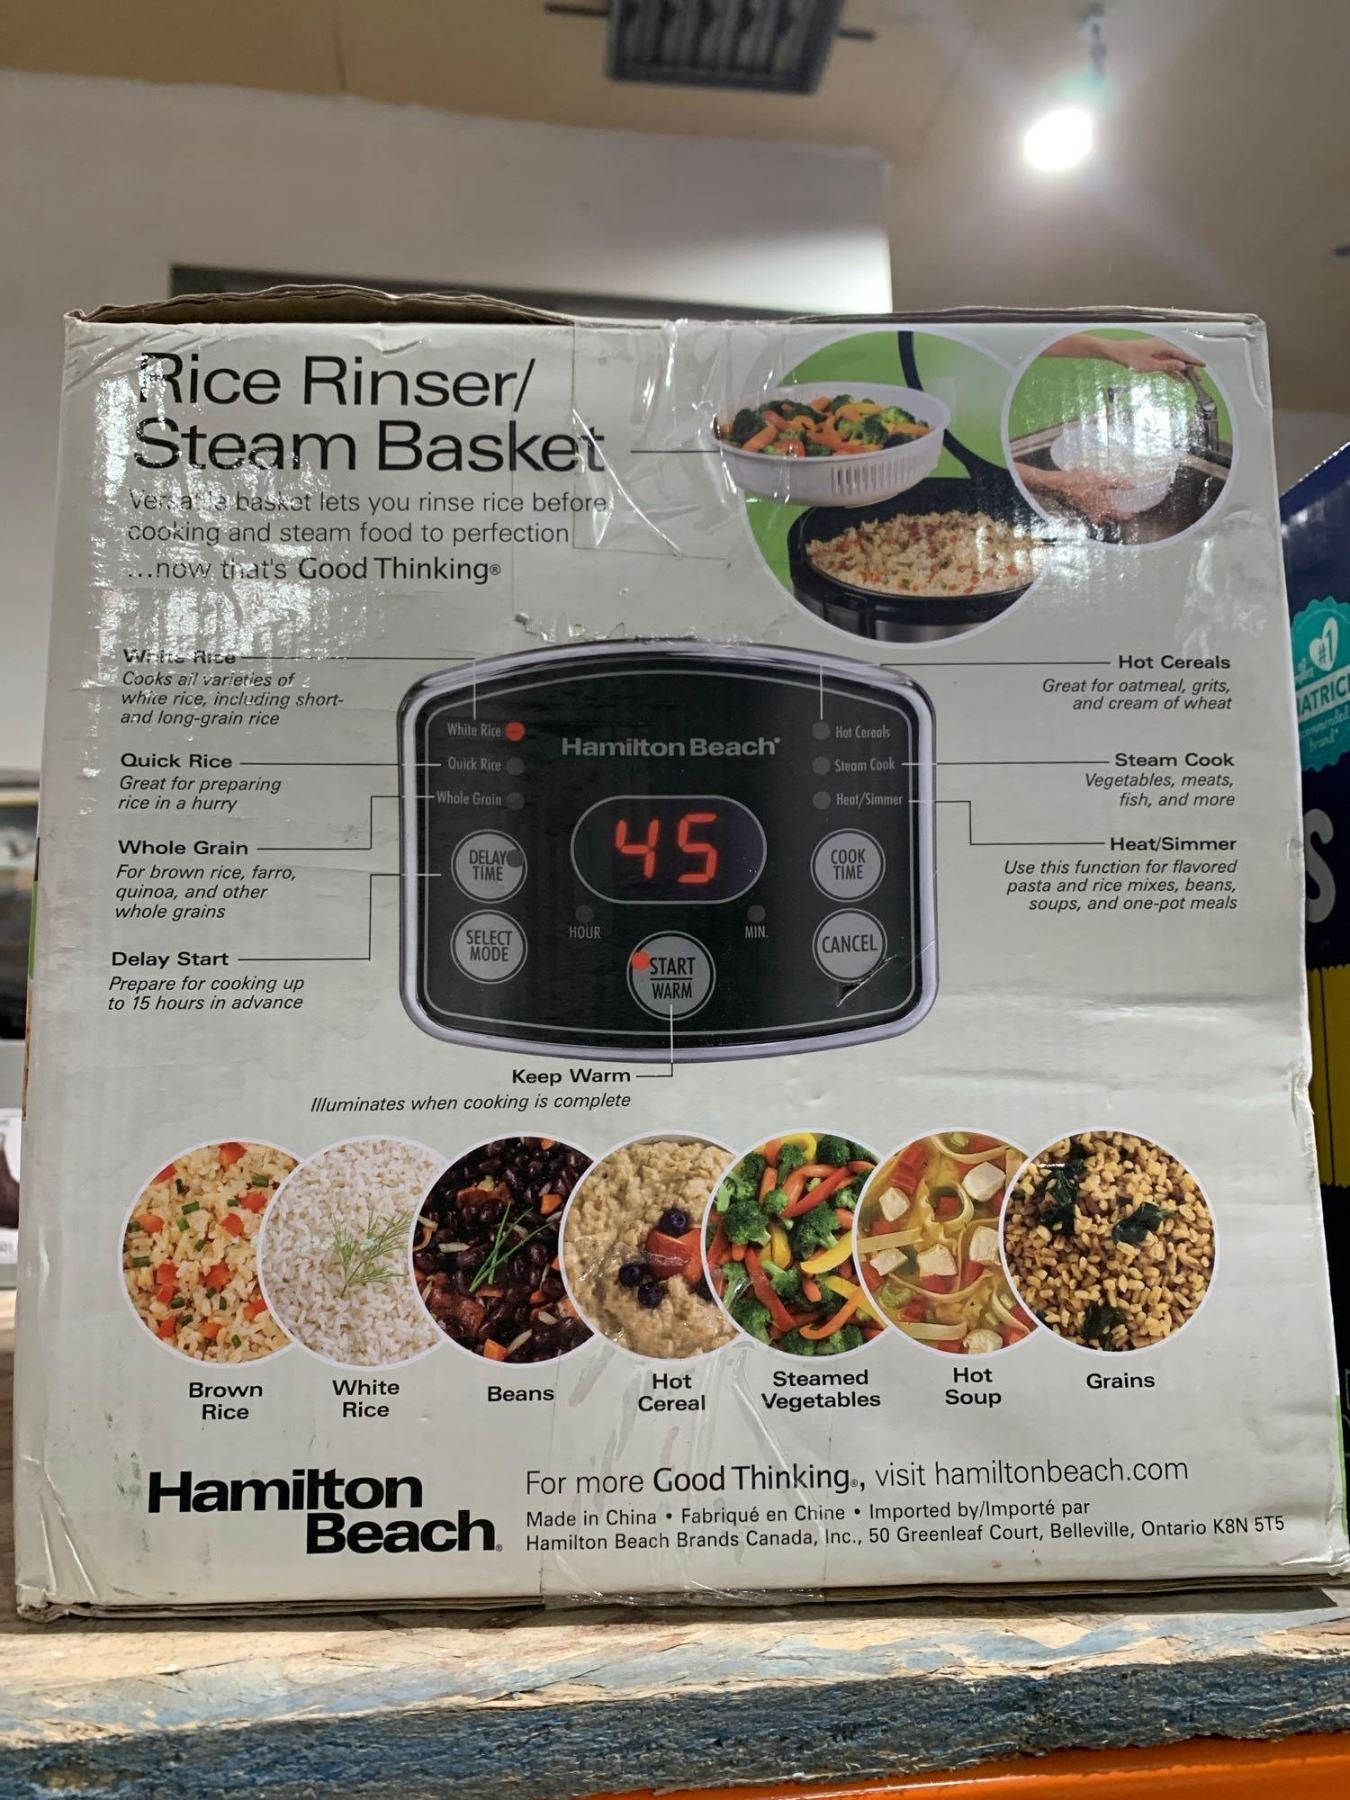 Rice Rinser/
Steam Basket
Versatile basket lets you rinse rice before
cooking and steam food to perfection
...now that's Good Thinking®
White Rice
Cooks all varieties of
white rice, including short-
and long-grain rice
Quick Rice
Great for preparing
rice in a hurry
Whole Grain
For brown rice, farro,
quinoa, and other
whole grains
Delay Start
Prepare for cooking up
to 15 hours in advance
White Rice
Quick Rice
Whole Grain
DELAY
TIME
SELECT
MODE
Hamilton Beach®
45
HOUR
MIN.
START
WARM
Hot Cereals
Steam Cook
Heat/Simmer
COOK
TIME
CANCEL
Hot Cereals
Great for oatmeal, grits,
and cream of wheat
Steam Cook
Vegetables, meats,
fish, and more
Heat/Simmer
Use this function for flavored
pasta and rice mixes, beans,
soups, and one-pot meals
Keep Warm
Illuminates when cooking is complete
Brown
Rice
White
Rice
Beans
Hot
Cereal
Steamed
Vegetables
Hot
Soup
Grains
Hamilton
Beach®
For more Good Thinking®, visit hamiltonbeach.com
Made in China • Fabriqué en Chine • Imported by/Importé par
Hamilton Beach Brands Canada, Inc., 50 Greenleaf Court, Belleville, Ontario K8N 5T5
#1
brand*
S